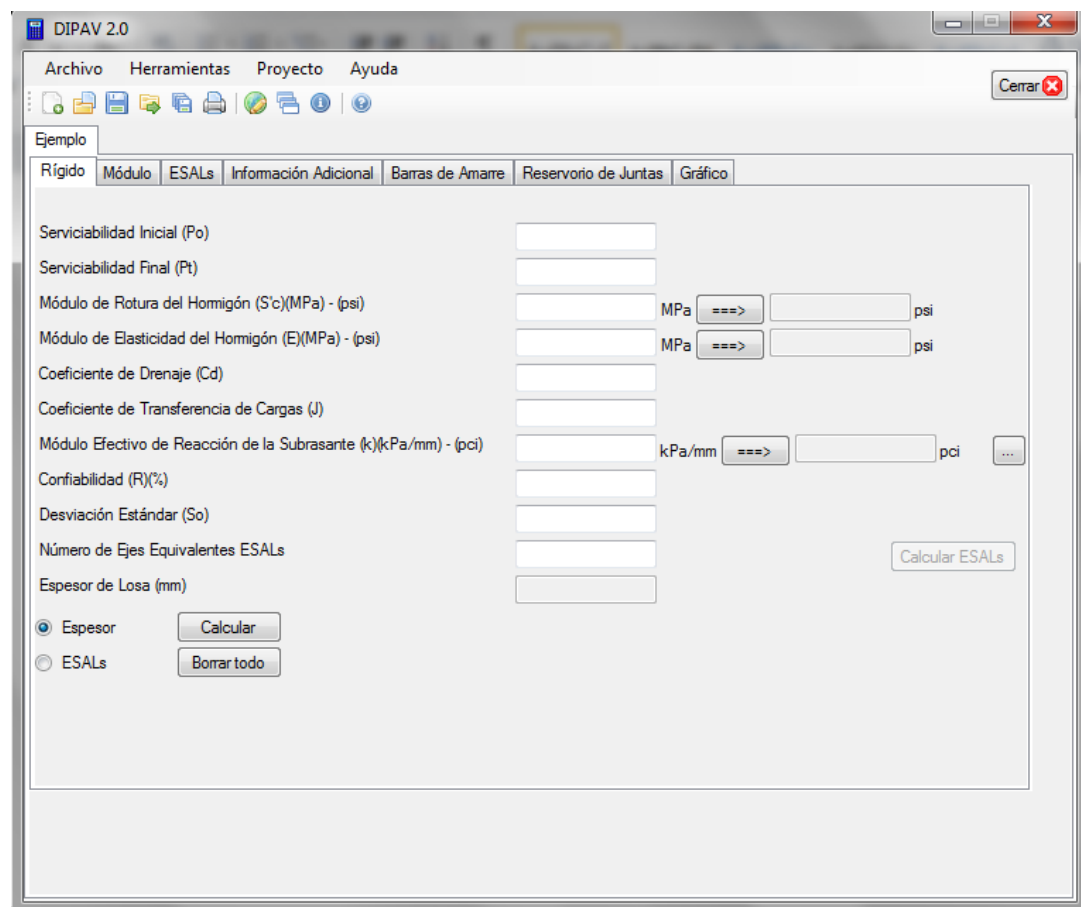 DIPAV 2.0
Archivo Herramientas Proyecto Ayuda
Cerrar
Ejemplo
Rígido Módulo ESALs Información Adicional Barras de Amarre Reservorio de Juntas Gráfico
Serviciabilidad Inicial (Po)
Serviciabilidad Final (Pt)
Módulo de Rotura del Hormigón (S'c)(MPa) - (psi) MPa ===> psi
Módulo de Elasticidad del Hormigón (E)(MPa) - (psi) MPa ===> psi
Coeficiente de Drenaje (Cd)
Coeficiente de Transferencia de Cargas (J)
Módulo Efectivo de Reacción de la Subrasante (k)(kPa/mm) - (pci) kPa/mm ===> pci ...
Confiabilidad (R)(%)
Desviación Estándar (So)
Número de Ejes Equivalentes ESALs Calcular ESALs
Espesor de Losa (mm)
Espesor Calcular
ESALs Borrar todo